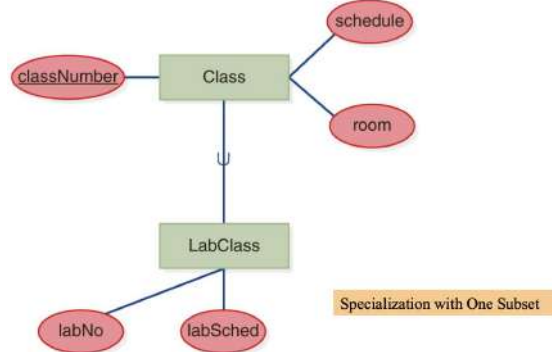 schedule
classNumber
Class
room
LabClass
Specialization with One Subset
labNo
labSched